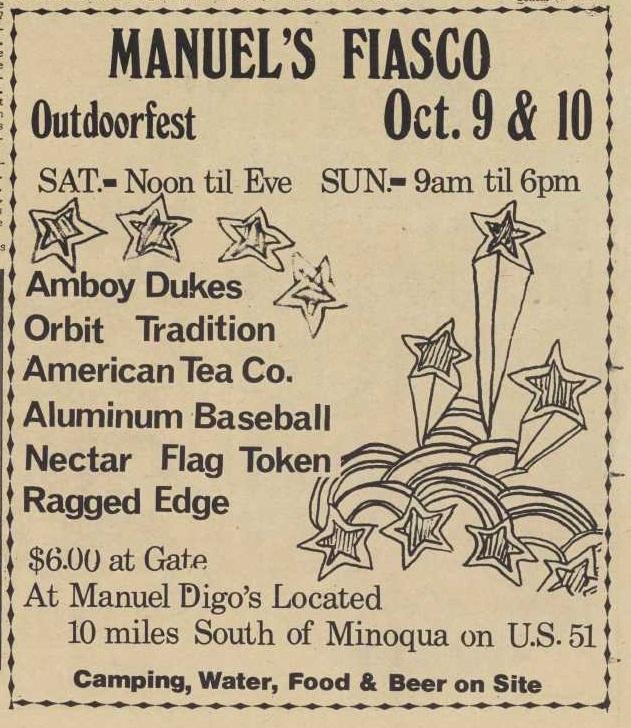 MANUEL'S FIASCO
Outdoorfest Oct. 9 & 10
SAT.- Noon til Eve SUN.- 9am til 6pm
Amboy Dukes
Orbit Tradition
American Tea Co.
Aluminum Baseball
Nectar Flag Token
Ragged Edge
$6.00 at Gate
At Manuel Digo's Located
10 miles South of Minoqua on U.S. 51
Camping, Water, Food & Beer on Site